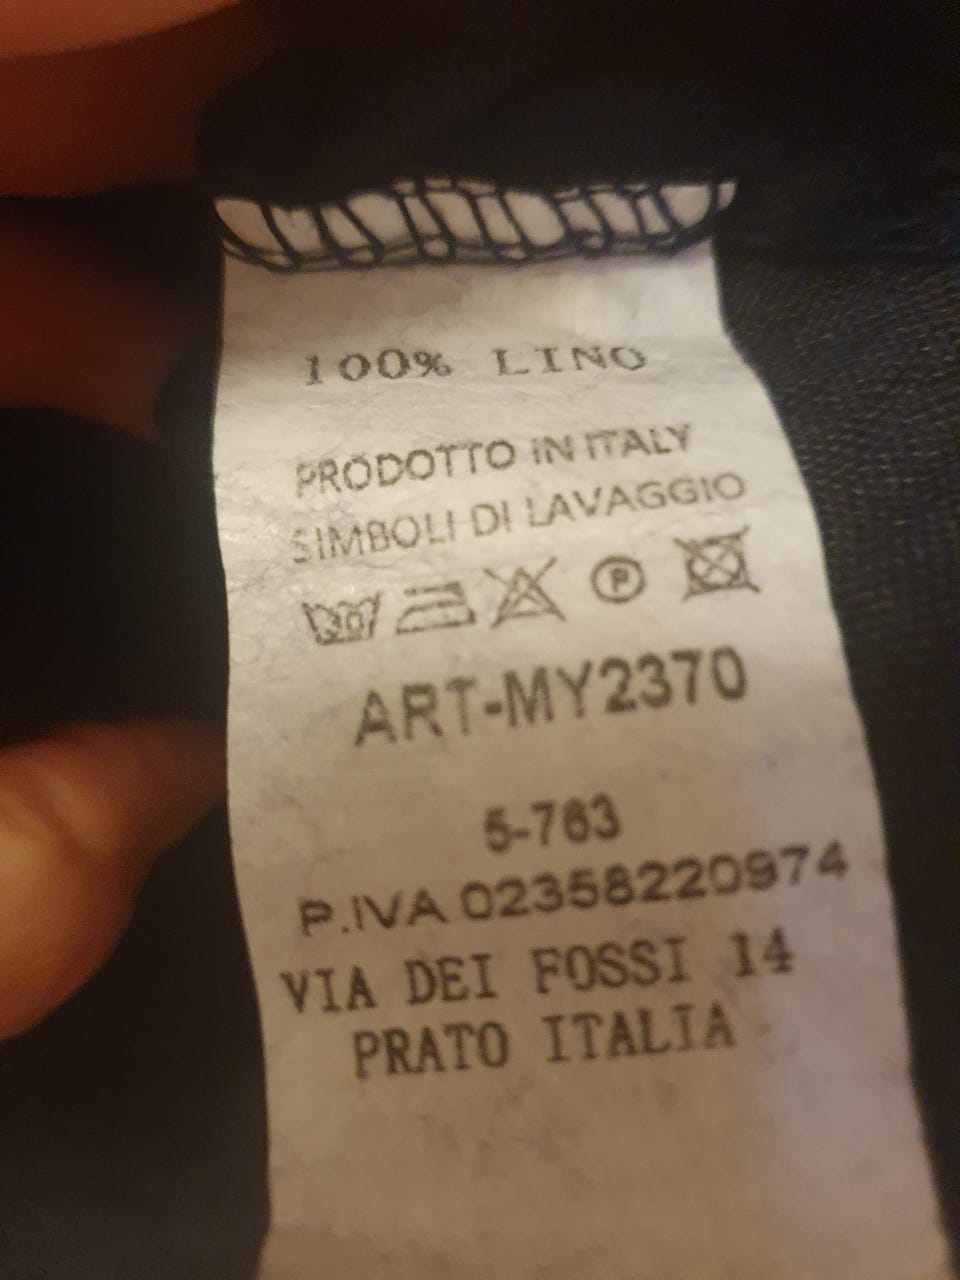 100% LINO
PRODOTTO IN ITALY
SIMBOLI DI LAVAGGIO
30 P
ART-MY2370
5-763
P.IVA 02358220974
VIA DEI FOSSI 14
PRATO ITALIA